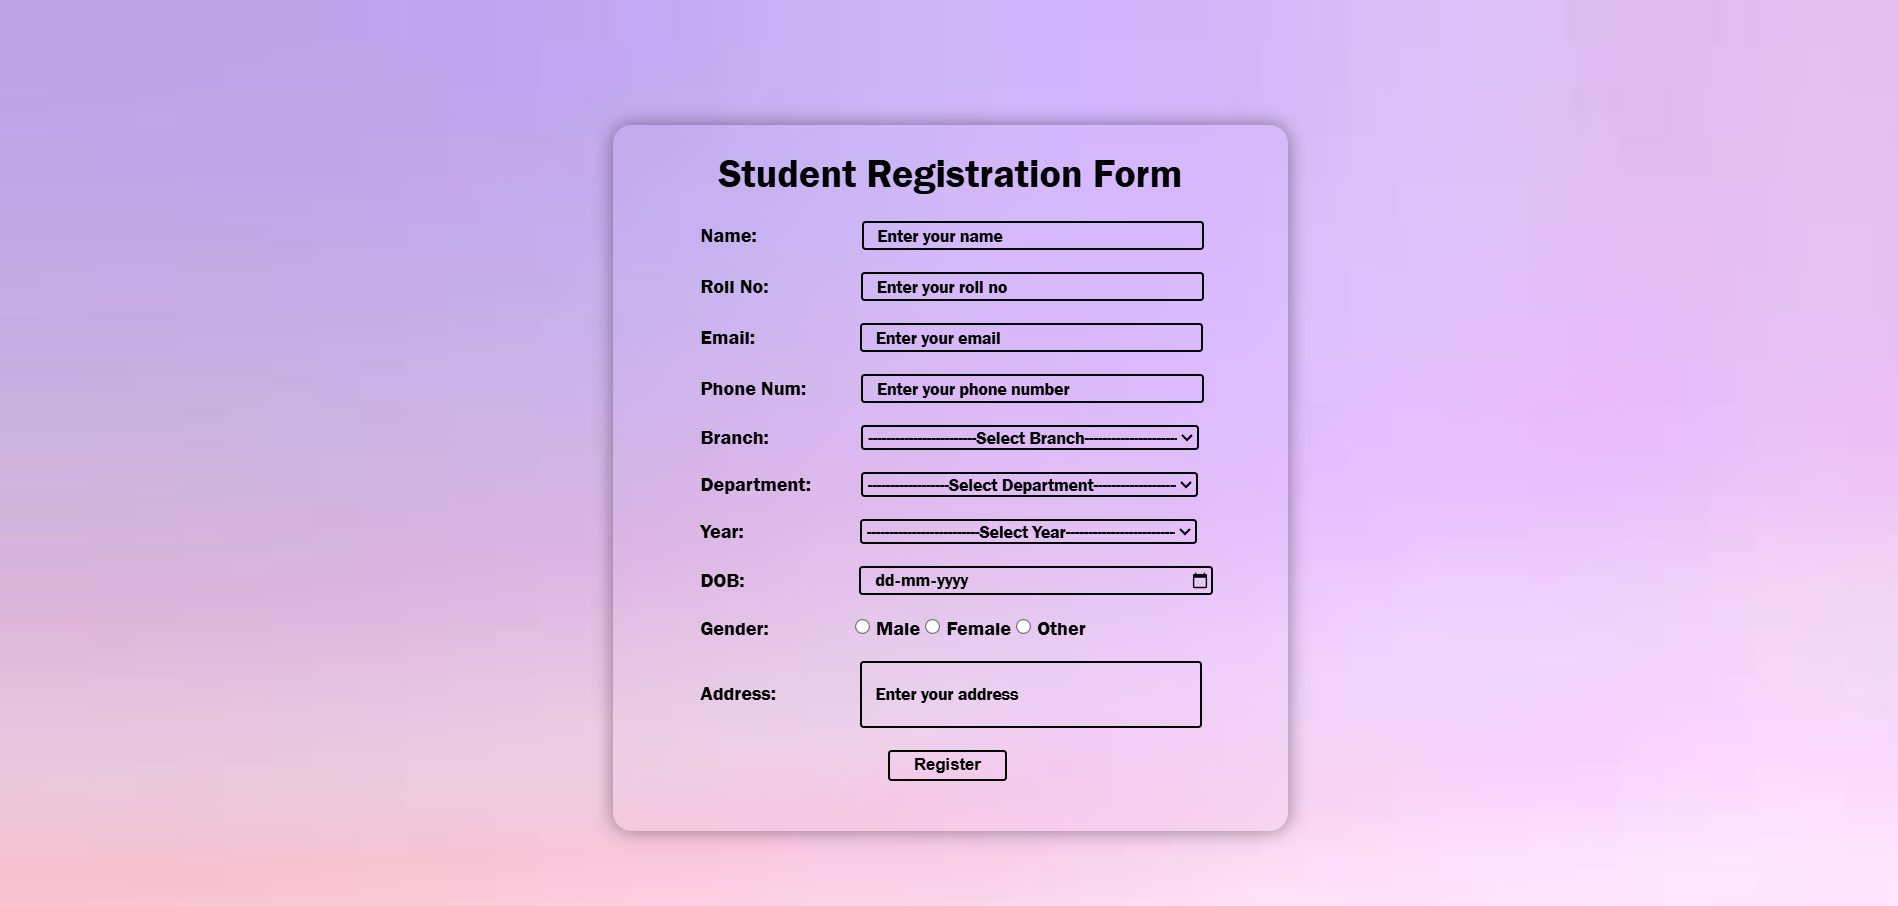 Student Registration Form
Name: Enter your name
Roll No: Enter your roll no
Email: Enter your email
Phone Num: Enter your phone number
Branch: ------------------------Select Branch---------------------
Department: ------------------Select Department-------------------
Year: -------------------------Select Year-------------------------
DOB: dd-mm-yyyy
Gender: Male Female Other
Address: Enter your address
Register